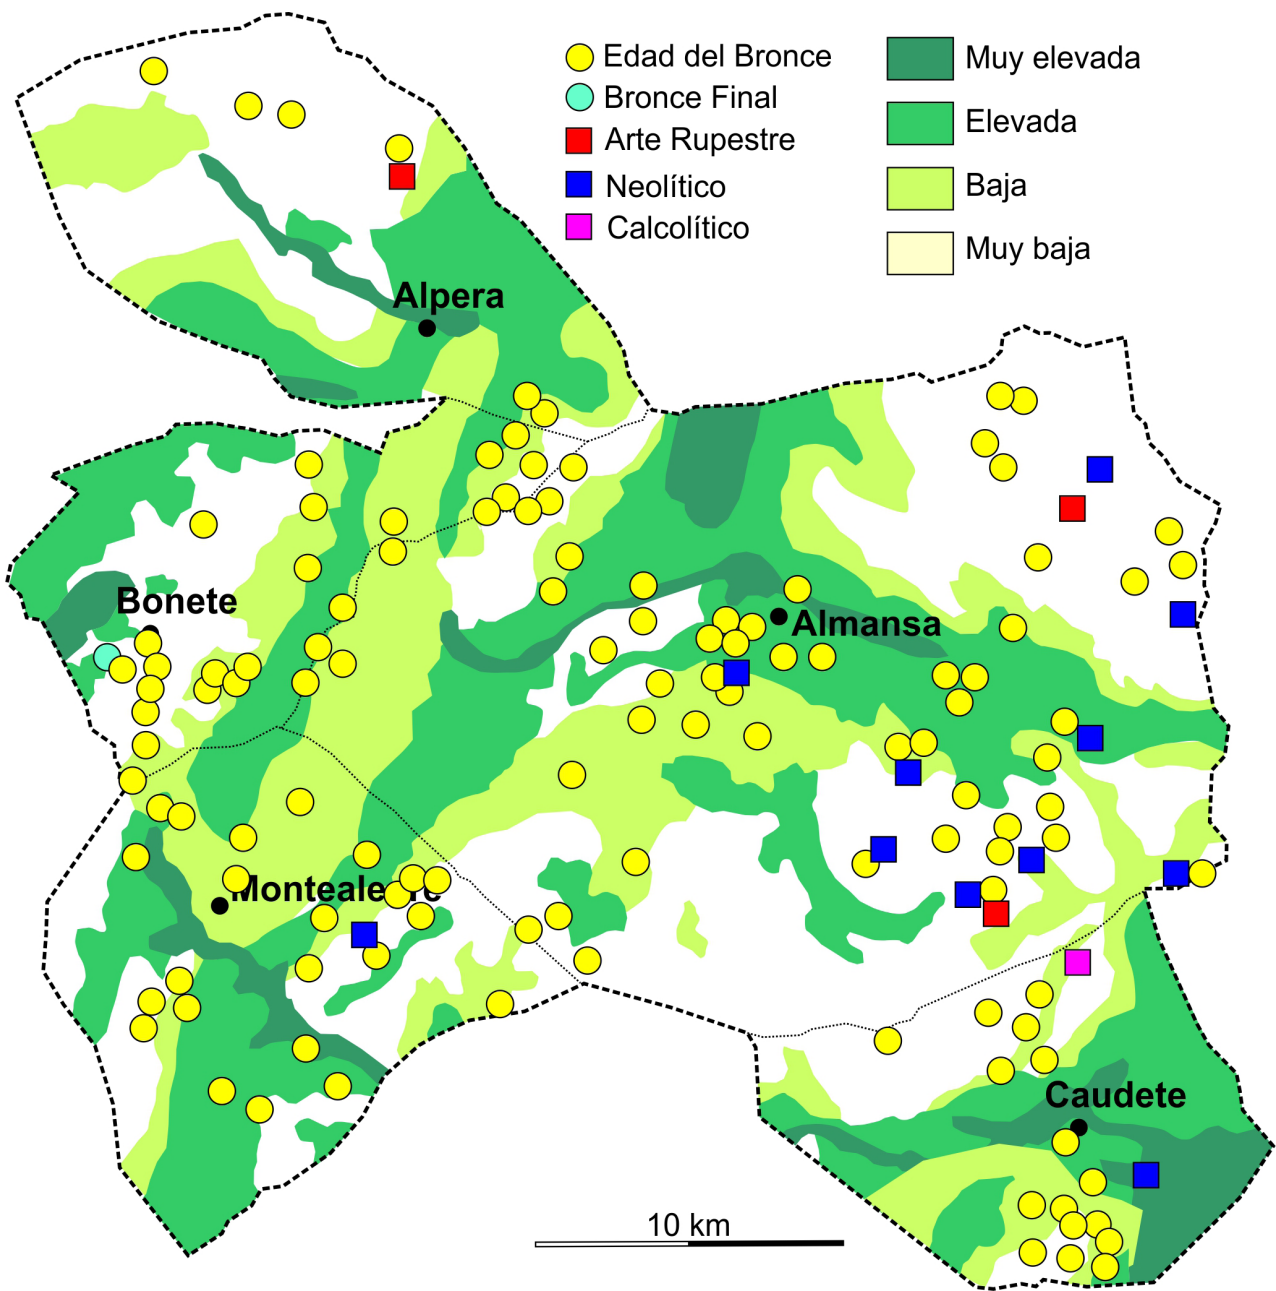 Edad del Bronce
Bronce Final
Arte Rupestre
Neolítico
Calcolítico
Muy elevada
Elevada
Baja
Muy baja
Alpera
Bonete
Almansa
Caudete
10 km